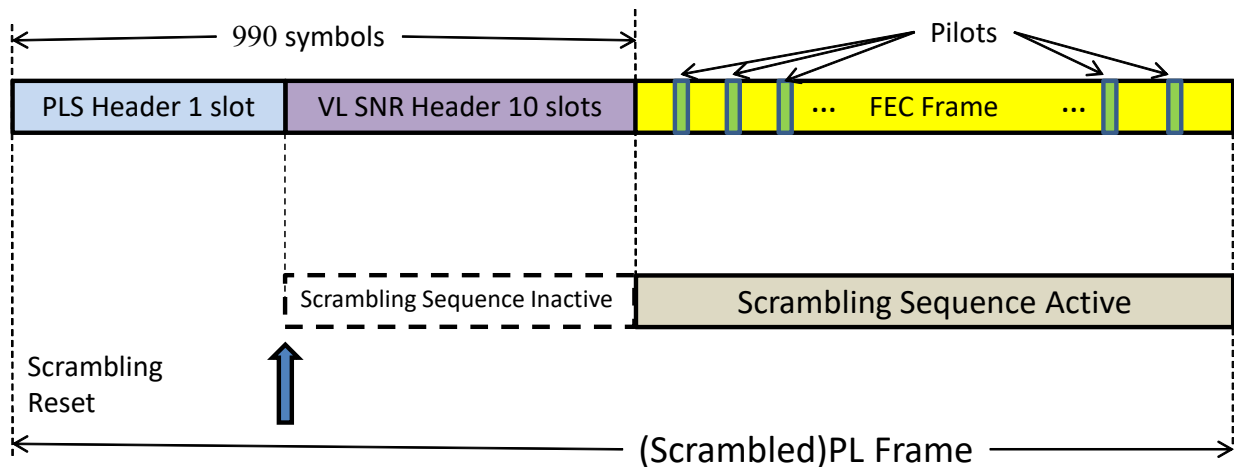 990 symbols
Pilots
PLS Header 1 slot
VL SNR Header 10 slots
...
FEC Frame
...
Scrambling Sequence Inactive
Scrambling Sequence Active
Scrambling
Reset
(Scrambled)PL Frame